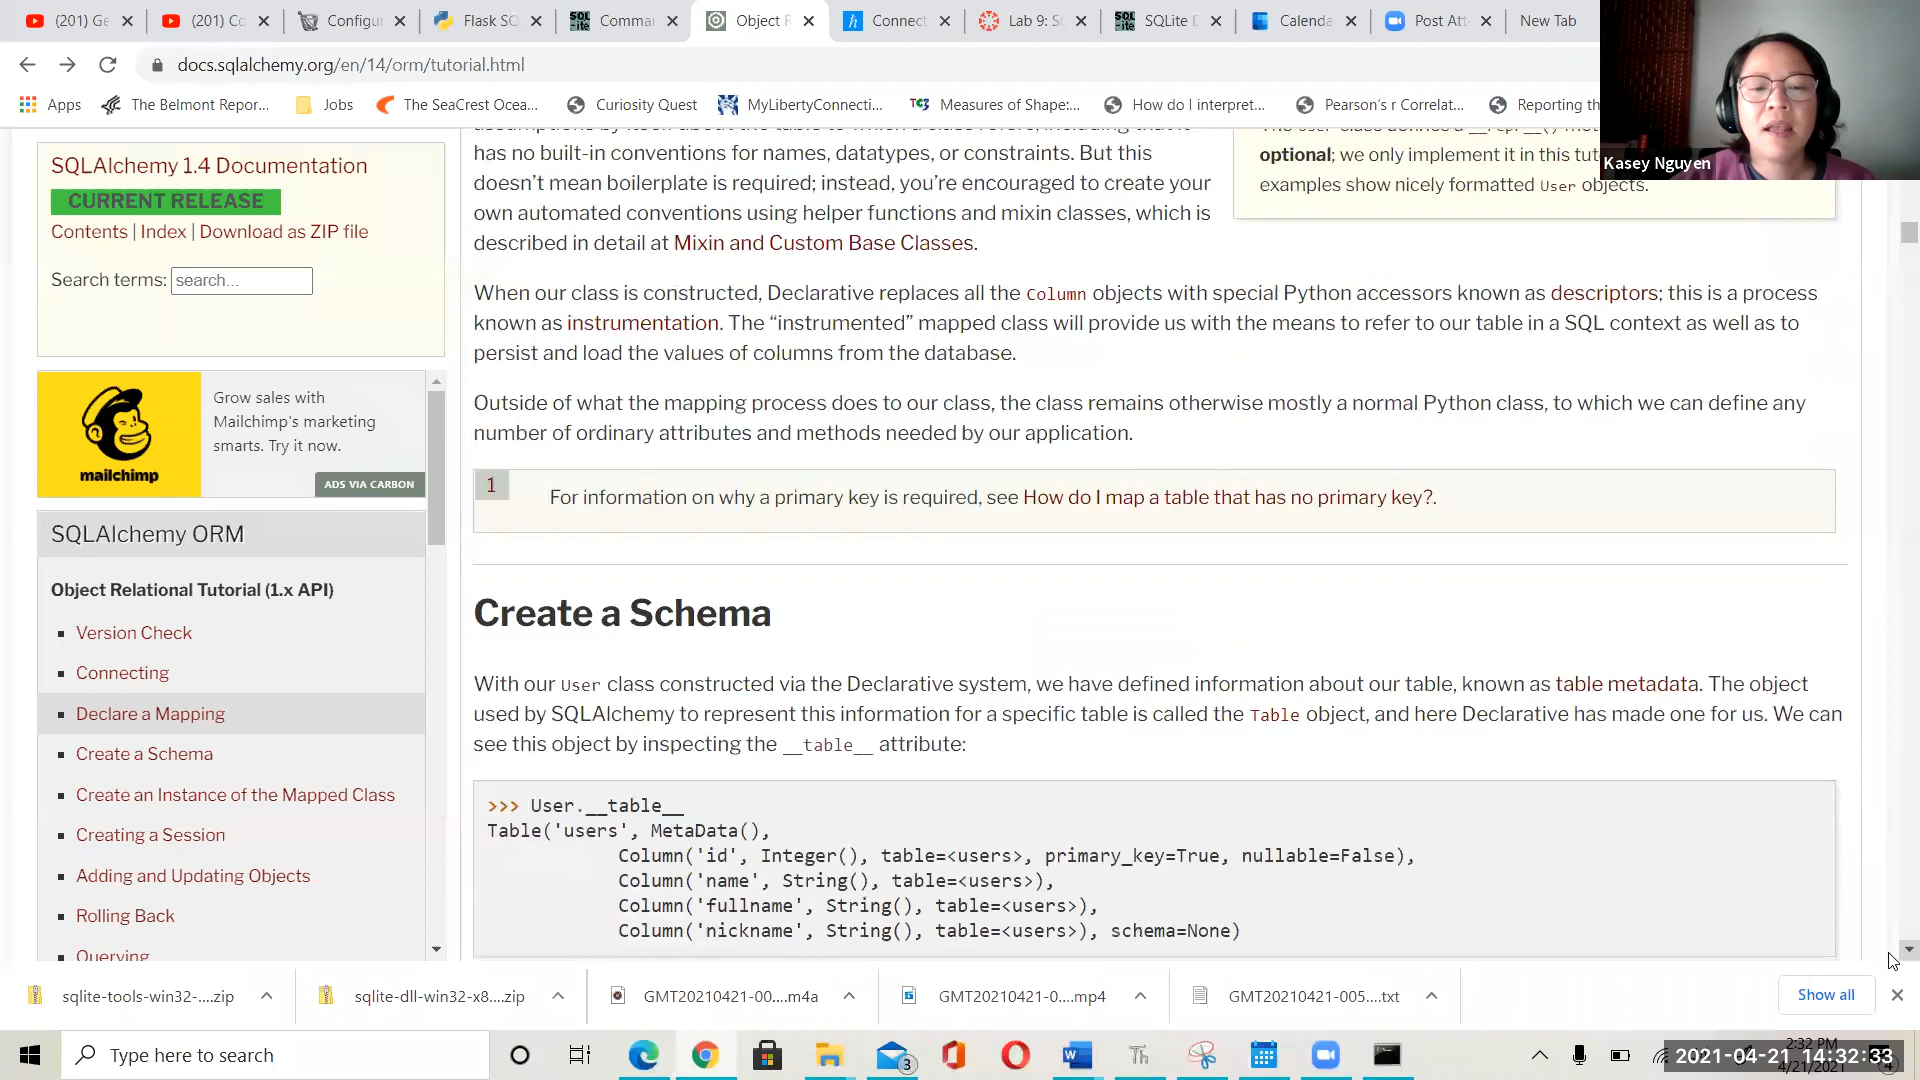 (201) Ge
(201) Co
Configur
Flask SQ
Comma
Object R
Connect
Lab 9: S
SQLite D
Calenda
Post Att
New Tab
docs.sqlalchemy.org/en/14/orm/tutorial.html
Apps
The Belmont Repor...
Jobs
The SeaCrest Ocea...
Curiosity Quest
MyLibertyConnecti...
Measures of Shape:...
How do I interpret...
Pearson's r Correlat...
Reporting th
Kasey Nguyen
SQLAlchemy 1.4 Documentation
CURRENT RELEASE
Contents | Index | Download as ZIP file
Search terms: search...
Grow sales with
Mailchimp's marketing
smarts. Try it now.
mailchimp
ADS VIA CARBON
SQLAlchemy ORM
Object Relational Tutorial (1.x API)
Version Check
Connecting
Declare a Mapping
Create a Schema
Create an Instance of the Mapped Class
Creating a Session
Adding and Updating Objects
Rolling Back
Querying
has no built-in conventions for names, datatypes, or constraints. But this
doesn't mean boilerplate is required; instead, you're encouraged to create your
own automated conventions using helper functions and mixin classes, which is
described in detail at Mixin and Custom Base Classes.
optional; we only implement it in this tut
examples show nicely formatted User objects.
When our class is constructed, Declarative replaces all the Column objects with special Python accessors known as descriptors; this is a process
known as instrumentation. The “instrumented” mapped class will provide us with the means to refer to our table in a SQL context as well as to
persist and load the values of columns from the database.
Outside of what the mapping process does to our class, the class remains otherwise mostly a normal Python class, to which we can define any
number of ordinary attributes and methods needed by our application.
1 For information on why a primary key is required, see How do I map a table that has no primary key?.
Create a Schema
With our User class constructed via the Declarative system, we have defined information about our table, known as table metadata. The object
used by SQLAlchemy to represent this information for a specific table is called the Table object, and here Declarative has made one for us. We can
see this object by inspecting the __table__ attribute:
>>> User.__table__
Table('users', MetaData(),
Column('id', Integer(), table=<users>, primary_key=True, nullable=False),
Column('name', String(), table=<users>),
Column('fullname', String(), table=<users>),
Column('nickname', String(), table=<users>), schema=None)
sqlite-tools-win32-....zip
sqlite-dll-win32-x8....zip
GMT20210421-00....m4a
GMT20210421-0....mp4
GMT20210421-005....txt
Show all
Type here to search
3
2021-04-21 14:32:33